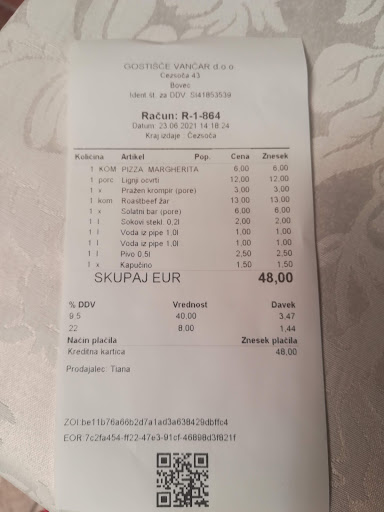 GOSTIŠČE VANČAR d.o.o.
Čezsoča 43
Bovec
Ident.št. za DDV: SI41853539
Račun: R-1-864
Datum: 23.06.2021 14:18:24
Kraj izdaje : Čezsoča
Količina Artikel Pop. Cena Znesek
1 KOM PIZZA MARGHERITA 6,00 6,00
1 porc Lignji ocvrti 12,00 12,00
1 x Pražen krompir (pore) 3,00 3,00
1 kom Roastbeef žar 13,00 13,00
1 x Solatni bar (pore) 6,00 6,00
1 l Sokovi stekl. 0,2l 2,00 2,00
1 l Voda iz pipe 1,0l 1,00 1,00
1 l Voda iz pipe 1,0l 1,00 1,00
1 l Pivo 0,5l 2,50 2,50
1 x Kapučino 1,50 1,50
SKUPAJ EUR 48,00
% DDV Vrednost Davek
9.5 40,00 3,47
22 8,00 1,44
Način plačila Znesek plačila
Kreditna kartica 48,00
Prodajalec: Tiana
ZOI:be11b76a66b2d7a1ad3a638429dbffc4
EOR:7c2fa454-ff22-47e3-91cf-46898d3f821f